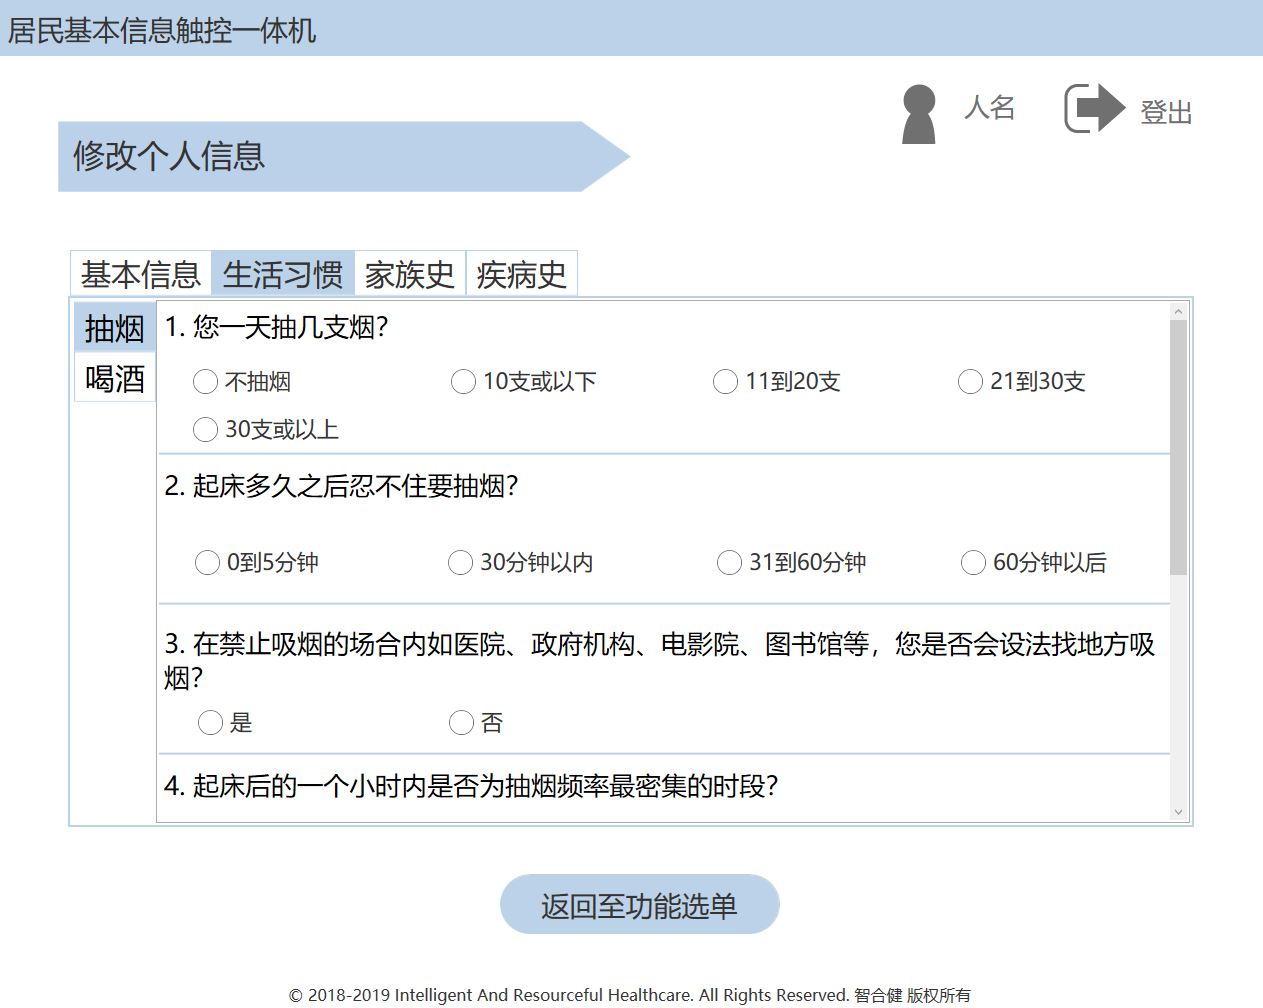 居民基本信息触控一体机
人名
登出
修改个人信息
基本信息 生活习惯 家族史 疾病史
抽烟
喝酒
1. 您一天抽几支烟？
不抽烟 10支或以下 11到20支 21到30支
30支或以上
2. 起床多久之后忍不住要抽烟？
0到5分钟 30分钟以内 31到60分钟 60分钟以后
3. 在禁止吸烟的场合内如医院、政府机构、电影院、图书馆等，您是否会设法找地方吸
烟？
是 否
4. 起床后的一个小时内是否为抽烟频率最密集的时段？
返回至功能选单
© 2018-2019 Intelligent And Resourceful Healthcare. All Rights Reserved. 智合健 版权所有